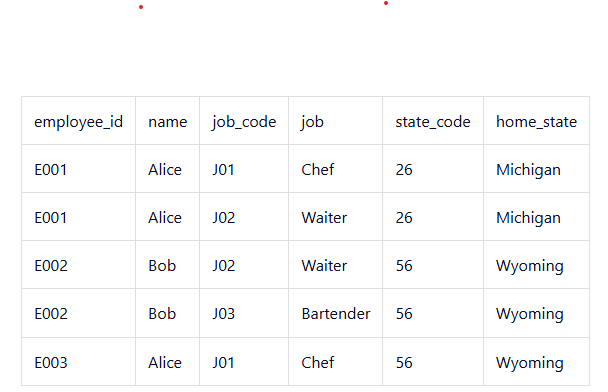 employee_id name job_code job state_code home_state
E001 Alice J01 Chef 26 Michigan
E001 Alice J02 Waiter 26 Michigan
E002 Bob J02 Waiter 56 Wyoming
E002 Bob J03 Bartender 56 Wyoming
E003 Alice J01 Chef 56 Wyoming